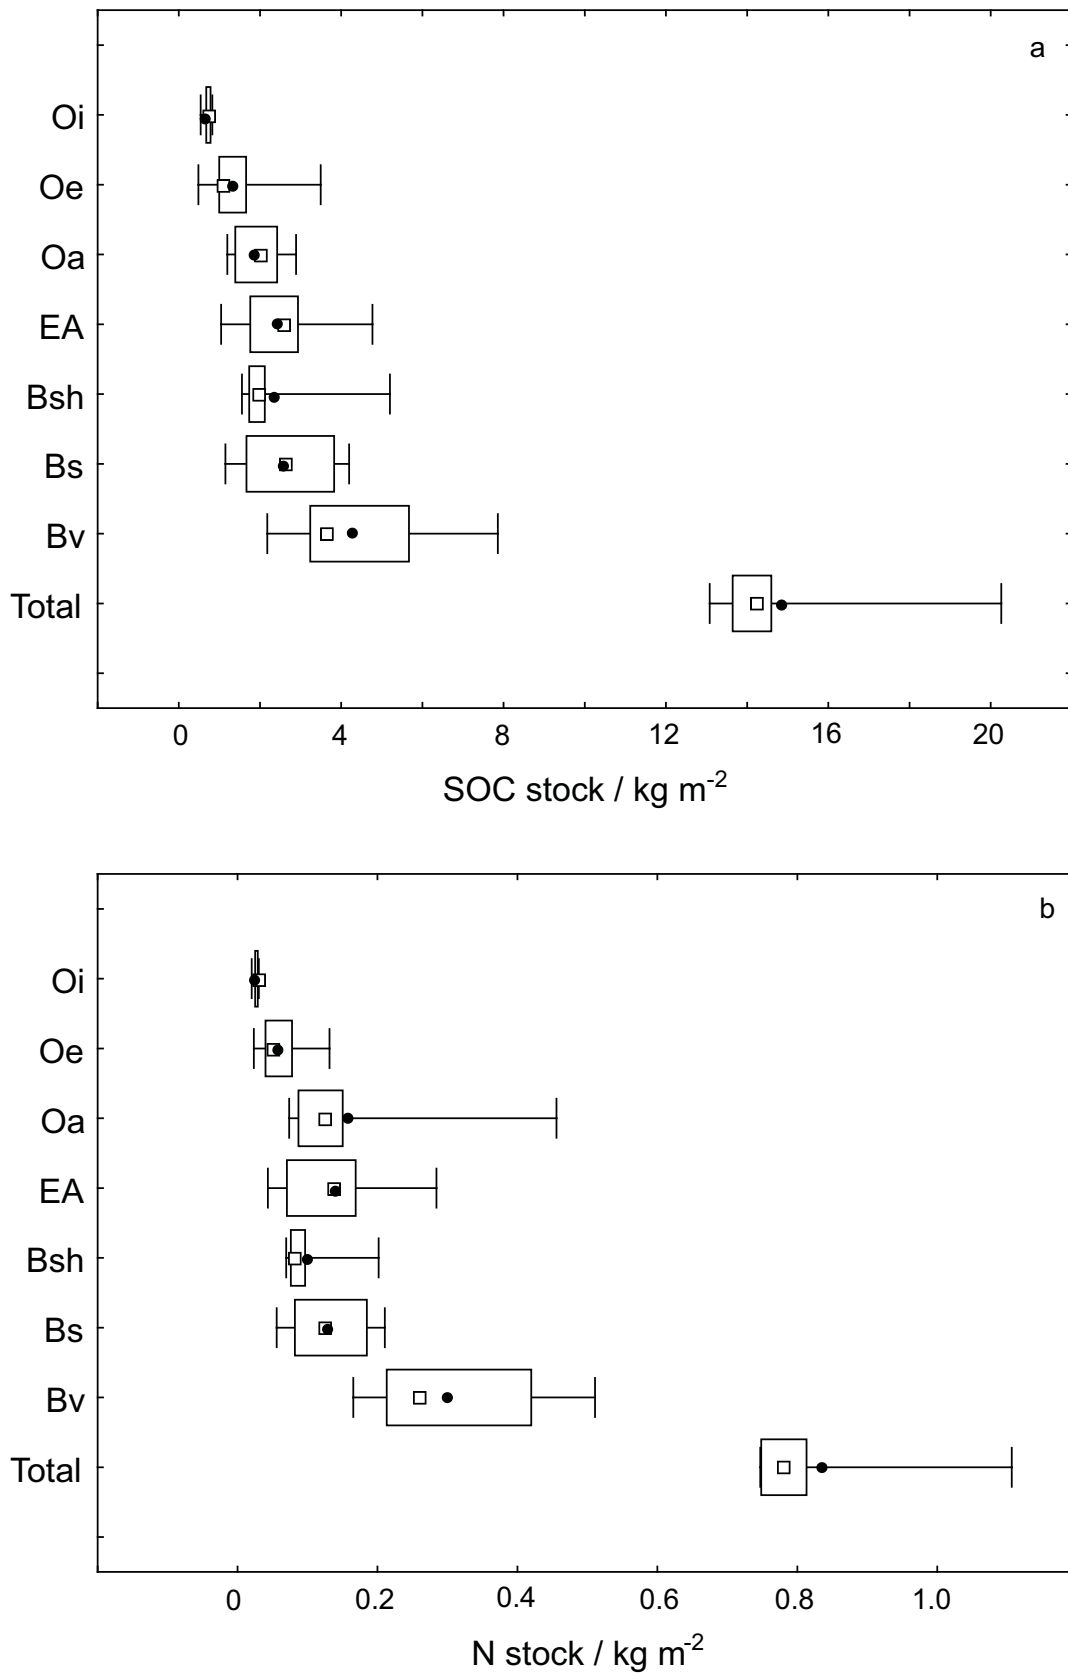 a
Oi
Oe
Oa
EA
Bsh
Bs
Bv
Total
0 4 8 12 16 20
SOC stock / kg m-2
b
Oi
Oe
Oa
EA
Bsh
Bs
Bv
Total
0 0.2 0.4 0.6 0.8 1.0
N stock / kg m-2